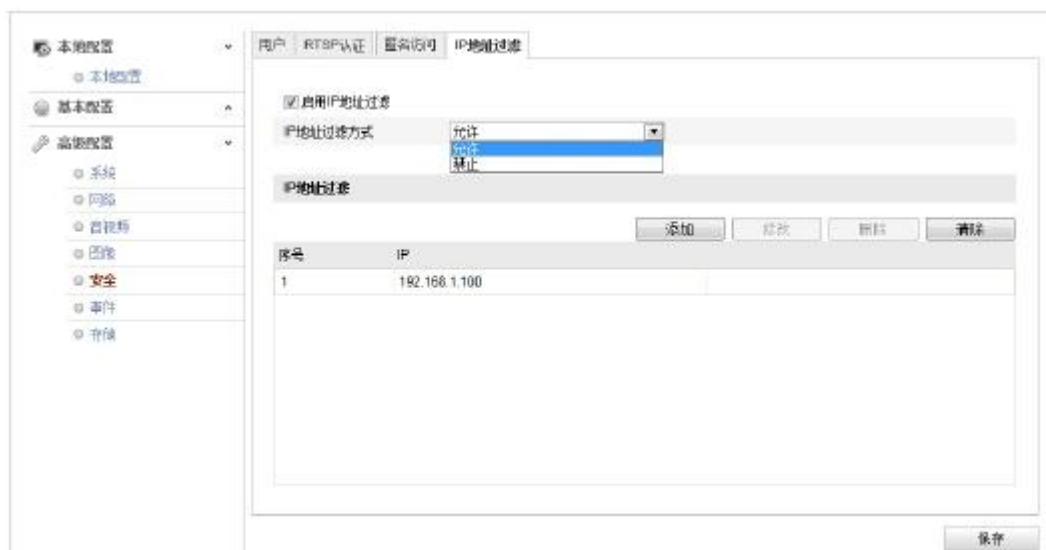 本地配置
本地配置
基本配置
高级配置
系统
网络
音视频
图像
安全
事件
存储
用户 RTSP认证 匿名访问 IP地址过滤
启用IP地址过滤
IP地址过滤方式 允许
允许
禁止
IP地址过滤
添加 修改 删除 清除
序号 IP
1 192.168.1.100
保存